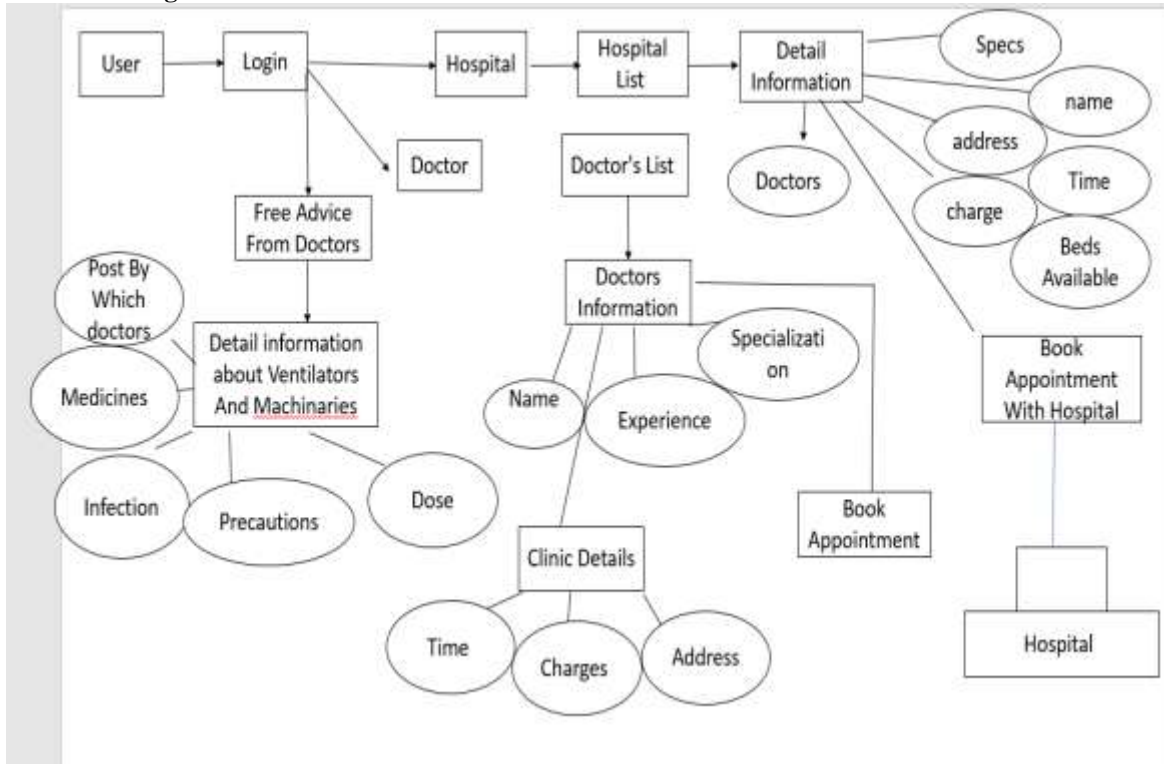 User
Login
Hospital
Hospital
List
Detail
Information
Specs
name
address
Time
charge
Beds
Available
Doctors
Doctor
Doctor's List
Free Advice
From Doctors
Post By
Which
doctors
Doctors
Information
Detail information
about Ventilators
And Machinaries
Medicines
Specializati
on
Book
Appointment
With Hospital
Name
Experience
Infection
Precautions
Dose
Book
Appointment
Clinic Details
Time
Charges
Address
Hospital